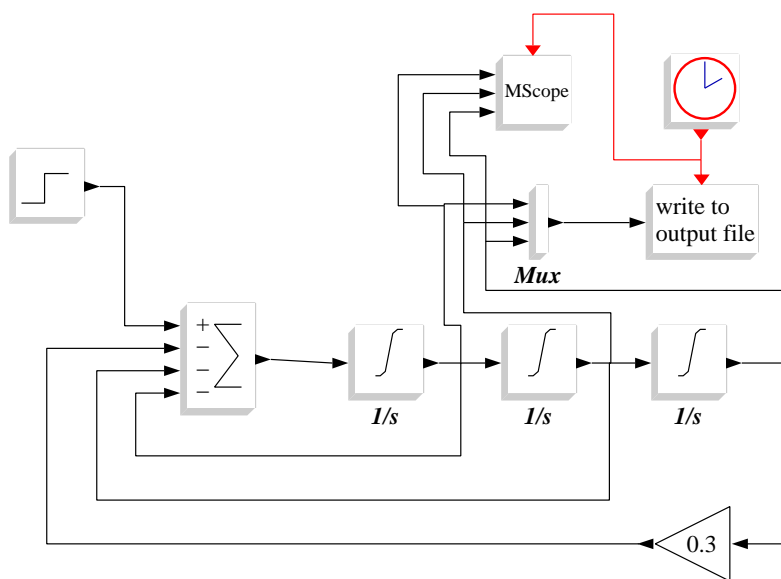 MScope
write to
output file
Mux
+
−
−
−
1/s
1/s
1/s
0.3